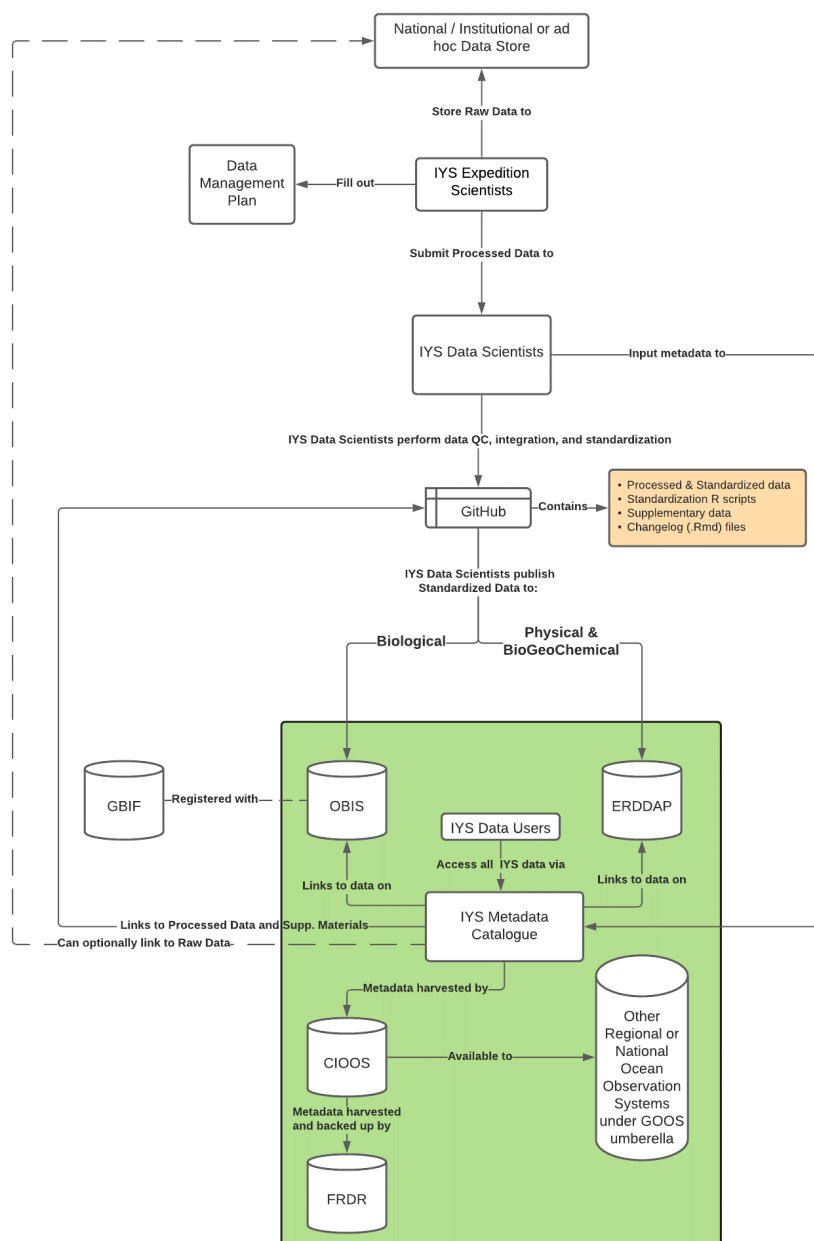 National / Institutional or ad
hoc Data Store
Store Raw Data to
Data
Management
Plan
Fill out
IYS Expedition
Scientists
Submit Processed Data to
IYS Data Scientists
Input metadata to
IYS Data Scientists perform data QC, integration, and standardization
GitHub
Contains
• Processed & Standardized data
• Standardization R scripts
• Supplementary data
• Changelog (.Rmd) files
IYS Data Scientists publish
Standardized Data to:
Biological
Physical &
BioGeoChemical
GBIF
Registered with
OBIS
ERDDAP
IYS Data Users
Access all IYS data via
Links to data on
Links to data on
IYS Metadata
Catalogue
Links to Processed Data and Supp. Materials
Can optionally link to Raw Data
Metadata harvested by
CIOOS
Available to
Other
Regional or
National
Ocean
Observation
Systems
under GOOS
umberella
Metadata harvested
and backed up by
FRDR